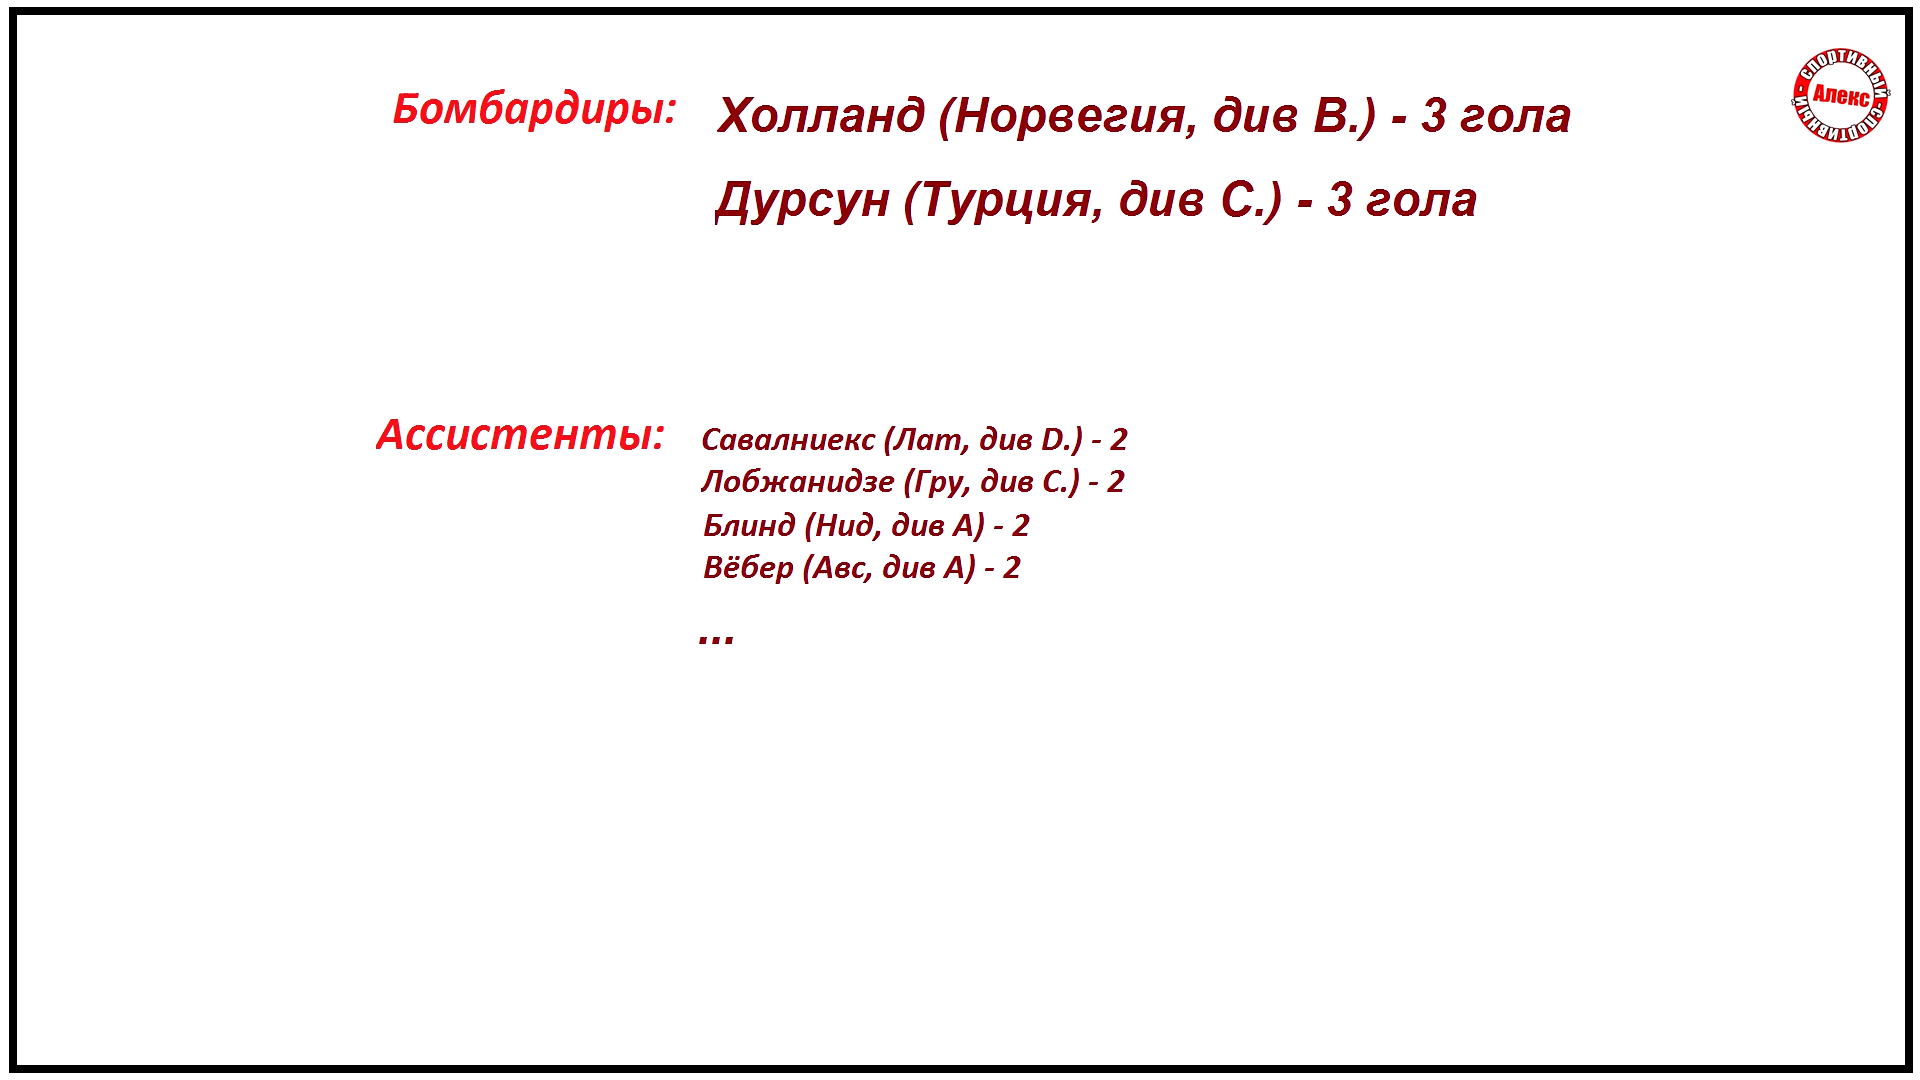 Бомбардиры: Холланд (Норвегия, див B.) - 3 гола
Дурсун (Турция, див C.) - 3 гола
Ассистенты: Савалниекс (Лат, див D.) - 2
Лобжанидзе (Гру, див C.) - 2
Блинд (Нид, див A) - 2
Вёбер (Авс, див A) - 2
...
СПОРТИВНЫЙ
Алекс
СПОРТИВНЫЙ